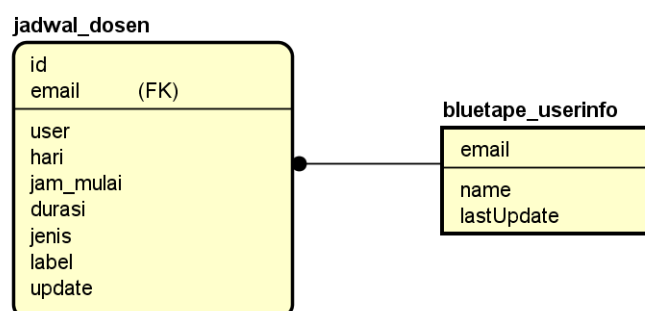 jadwal_dosen
id
email (FK)
user
hari
jam_mulai
durasi
jenis
label
update
bluetape_userinfo
email
name
lastUpdate